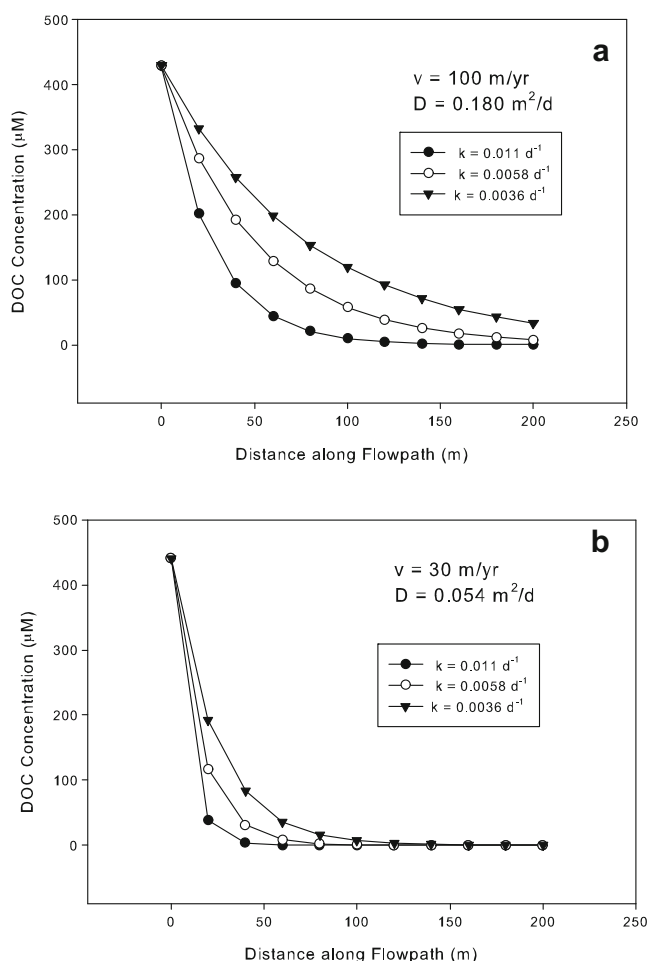 a
v = 100 m/yr
D = 0.180 m²/d
k = 0.011 d⁻¹
k = 0.0058 d⁻¹
k = 0.0036 d⁻¹
DOC Concentration (µM)
500
400
300
200
100
0
0 50 100 150 200 250
Distance along Flowpath (m)
b
v = 30 m/yr
D = 0.054 m²/d
k = 0.011 d⁻¹
k = 0.0058 d⁻¹
k = 0.0036 d⁻¹
DOC Concentration (µM)
500
400
300
200
100
0
0 50 100 150 200 250
Distance along Flowpath (m)